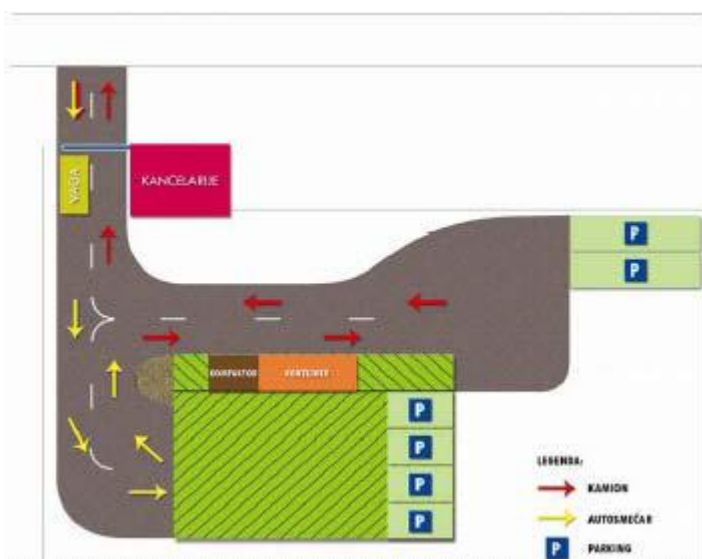 VAGA
KANCELARIJE
P
P
KOMPAKTOR
KONTEJNER
P
P
P
P
LEGENDA:
KAMION
AUTOSMEĆAR
P PARKING